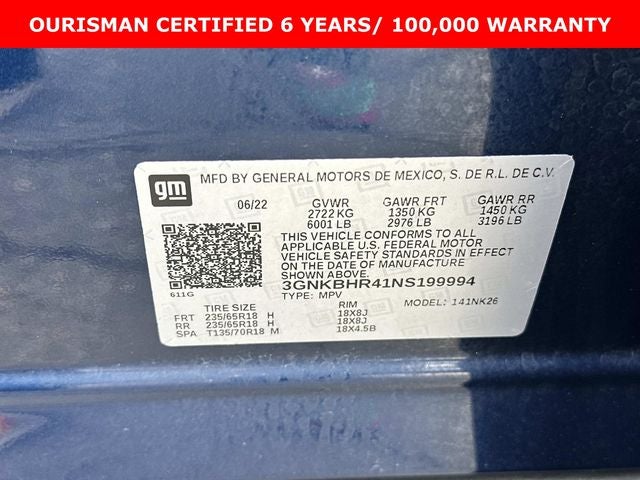 OURISMAN CERTIFIED 6 YEARS/ 100,000 WARRANTY
gm
MFD BY GENERAL MOTORS DE MEXICO, S. DE R.L. DE C.V.
06/22 GVWR GAWR FRT GAWR RR
2722 KG 1350 KG 1450 KG
6001 LB 2976 LB 3196 LB
THIS VEHICLE CONFORMS TO ALL
APPLICABLE U.S. FEDERAL MOTOR
VEHICLE SAFETY STANDARDS IN EFFECT
ON THE DATE OF MANUFACTURE
SHOWN ABOVE.
3GNKBHR41NS199994
611G
TYPE: MPV MODEL: 141NK26
TIRE SIZE RIM
FRT 235/65R18 H 18X8J
RR 235/65R18 H 18X8J
SPA T135/70R18 M 18X4.5B